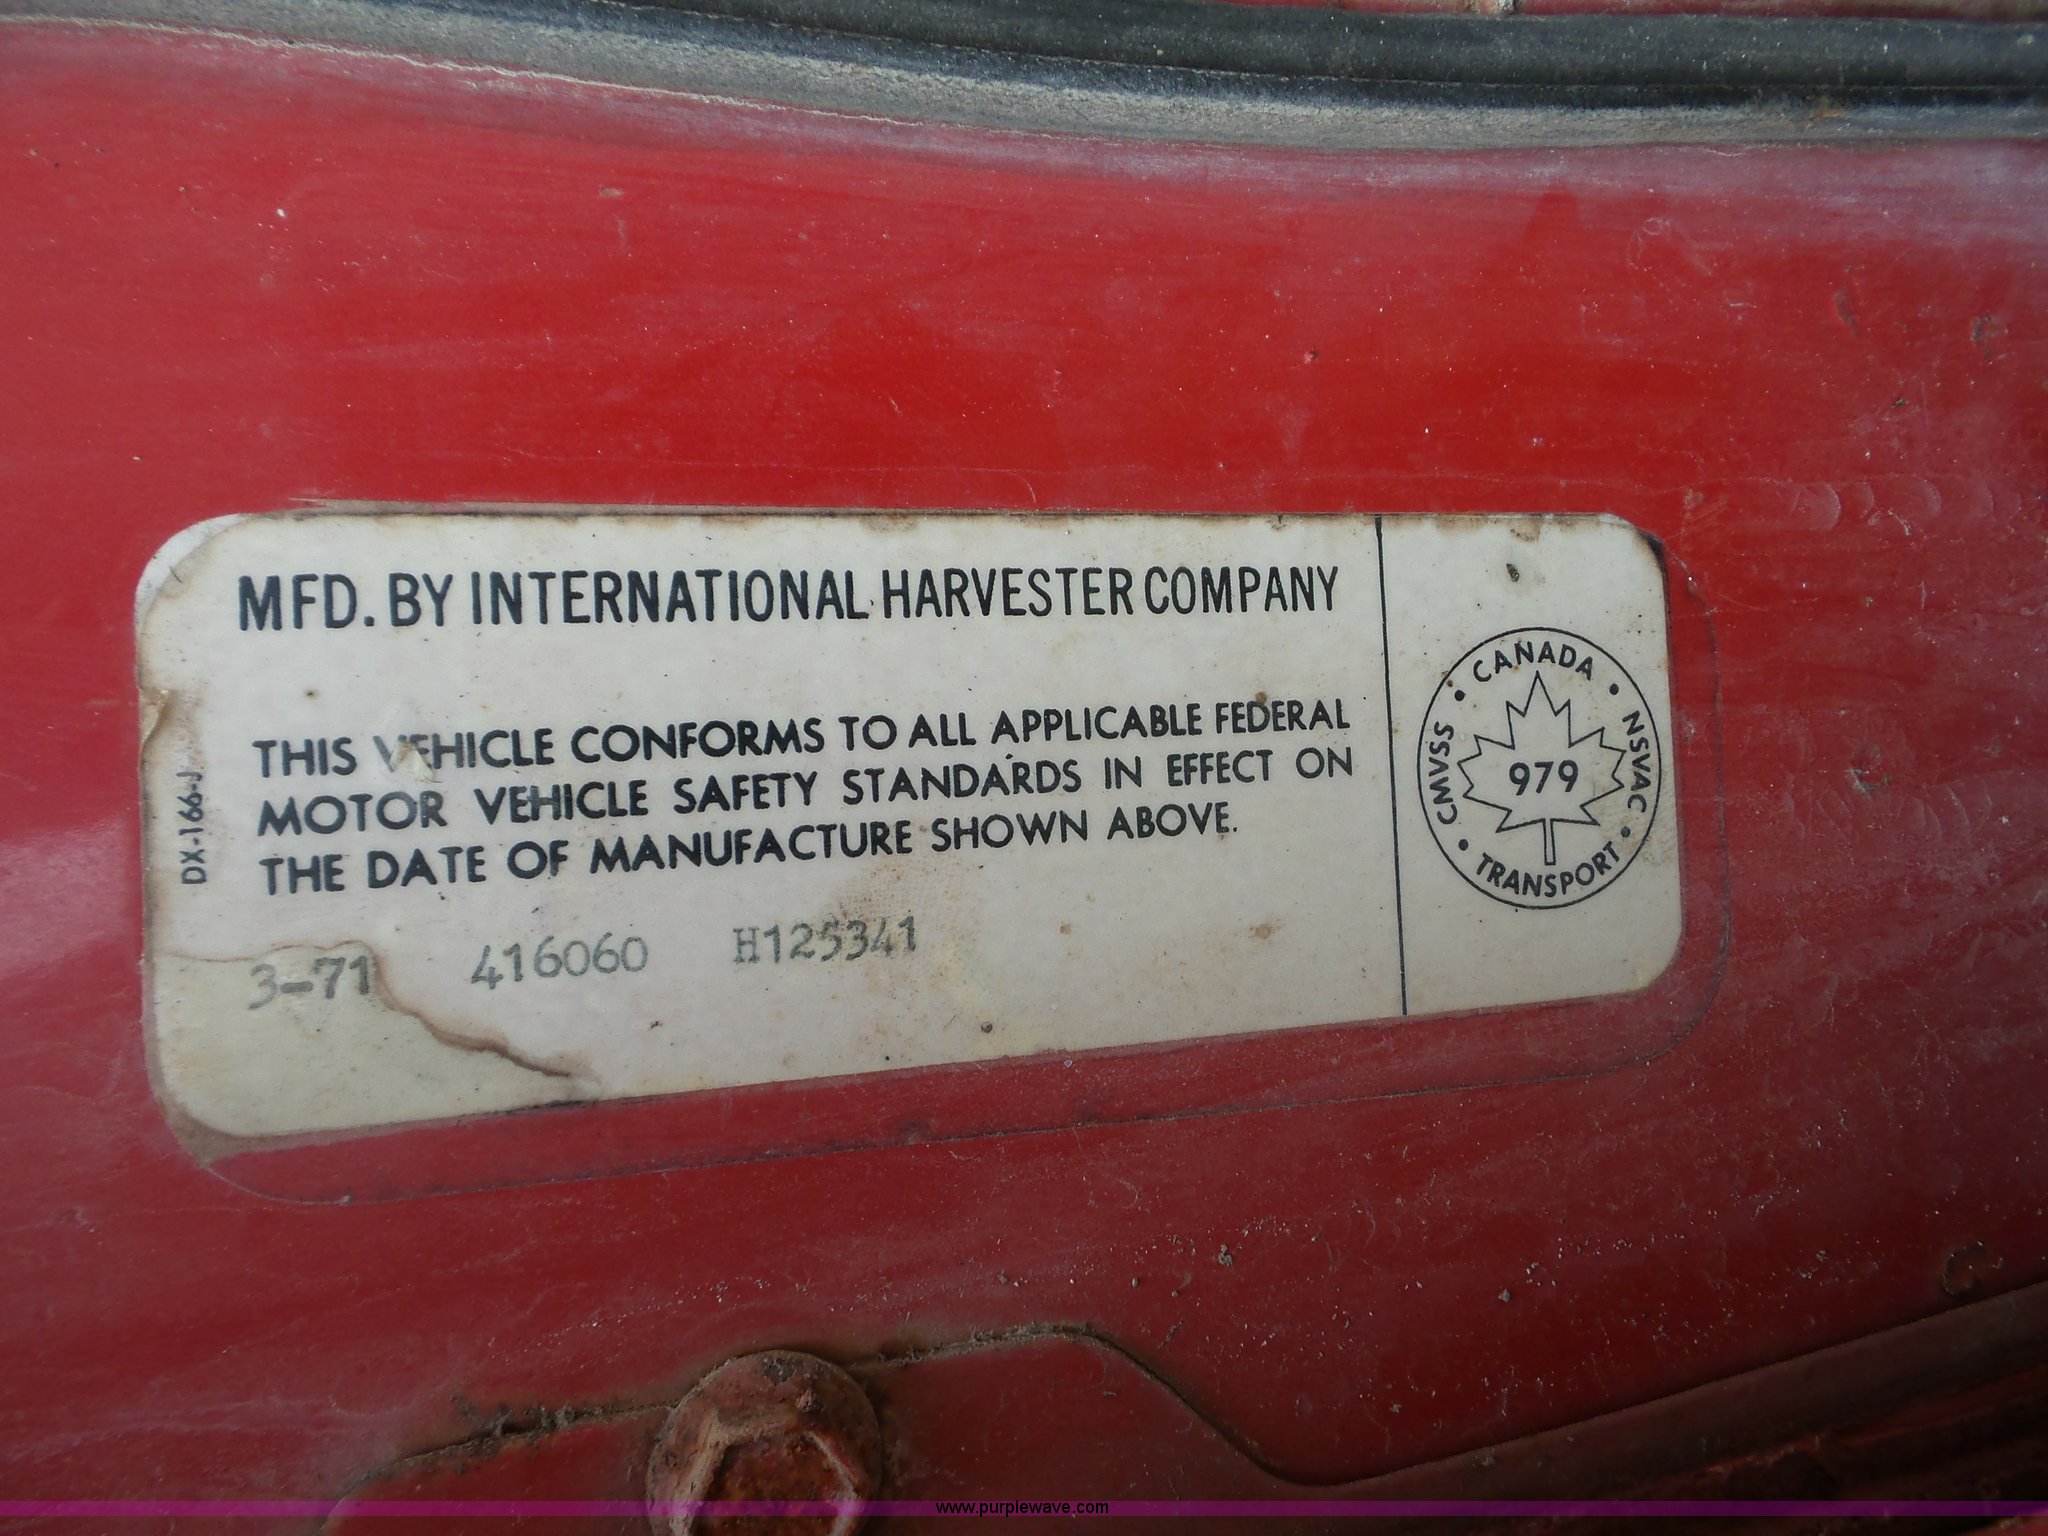 MFD. BY INTERNATIONAL HARVESTER COMPANY
THIS VEHICLE CONFORMS TO ALL APPLICABLE FEDERAL
MOTOR VEHICLE SAFETY STANDARDS IN EFFECT ON
THE DATE OF MANUFACTURE SHOWN ABOVE.
3-71 416060 H125341
DX-166-J
CANADA
NSVAC
TRANSPORT
CMVSS
979
www.purplewave.com